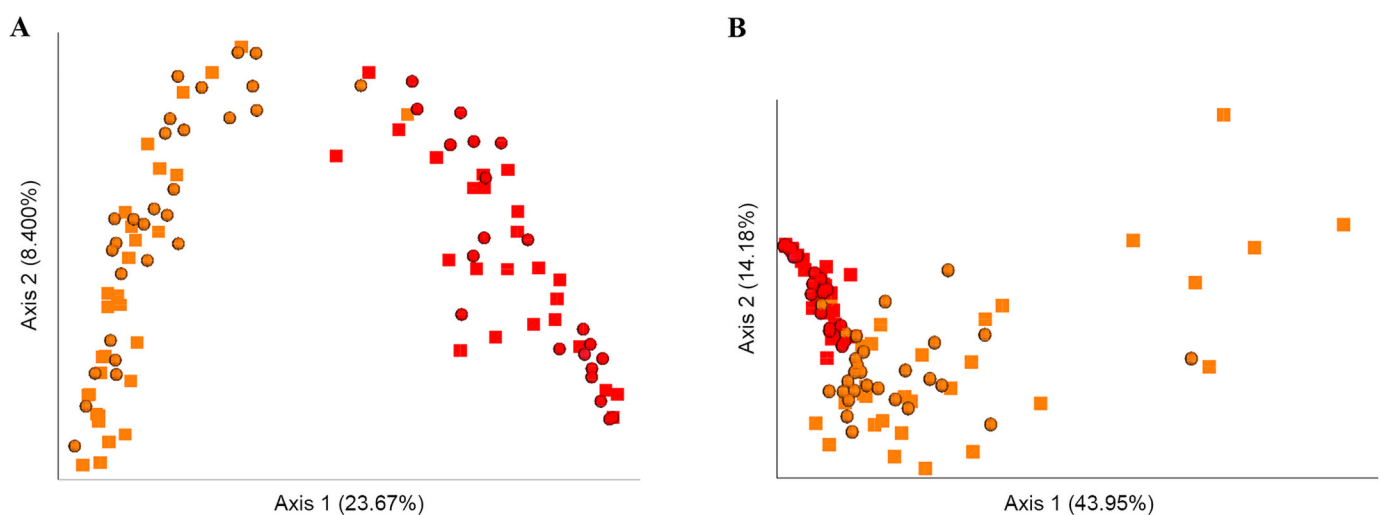 A
Axis 2 (8.400%)
Axis 1 (23.67%)
B
Axis 2 (14.18%)
Axis 1 (43.95%)